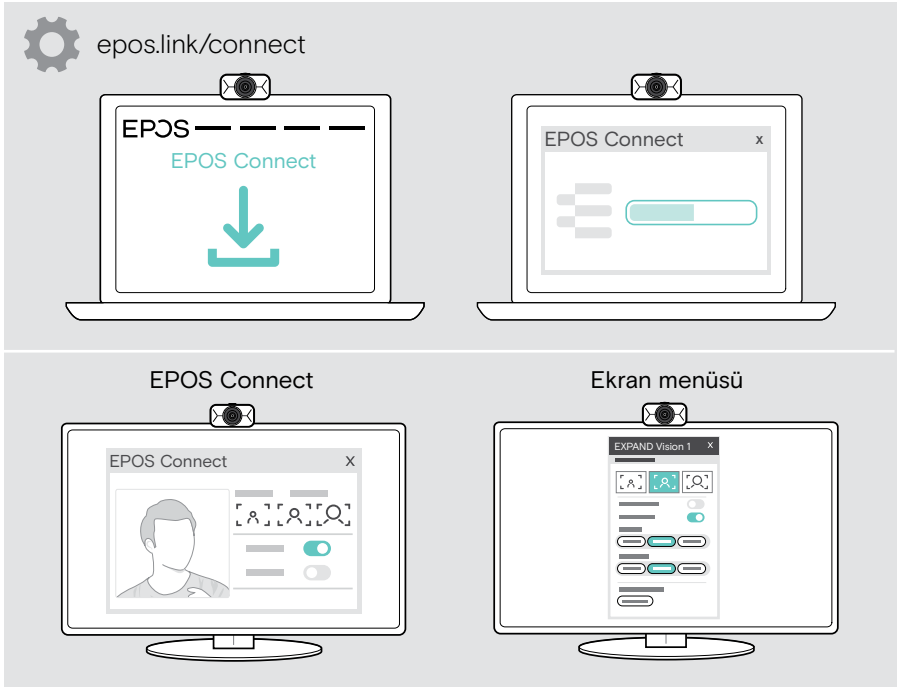 epos.link/connect
EPOS
EPOS Connect
EPOS Connect x
EPOS Connect
Ekran menüsü
EPOS Connect X
EXPAND Vision 1 X